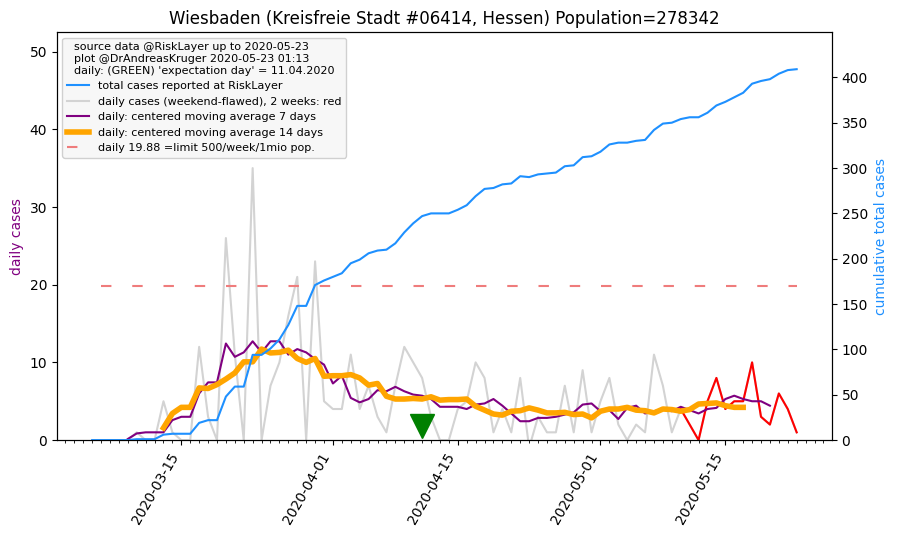 Wiesbaden (Kreisfreie Stadt #06414, Hessen) Population=278342
source data @RiskLayer up to 2020-05-23
plot @DrAndreasKruger 2020-05-23 01:13
daily: (GREEN) 'expectation day' = 11.04.2020
total cases reported at RiskLayer
daily cases (weekend-flawed), 2 weeks: red
daily: centered moving average 7 days
daily: centered moving average 14 days
daily 19.88 =limit 500/week/1mio pop.
daily cases
50
40
30
20
10
0
400
350
300
250
200
150
100
50
0
cumulative total cases
2020-03-15
2020-04-01
2020-04-15
2020-05-01
2020-05-15